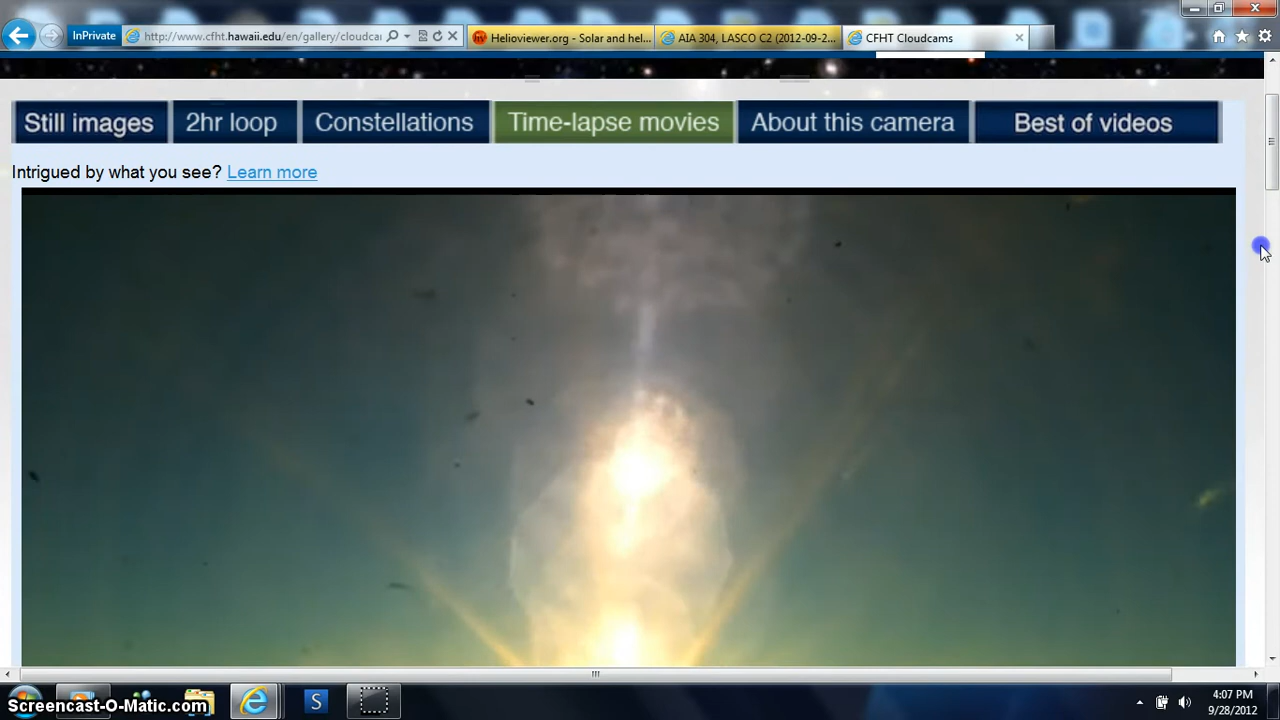 InPrivate
http://www.cfht.hawaii.edu/en/gallery/cloudca
Helioviewer.org - Solar and hel...
AIA 304, LASCO C2 (2012-09-2...
CFHT Cloudcams
Still images
2hr loop
Constellations
Time-lapse movies
About this camera
Best of videos
Intrigued by what you see? Learn more
S
4:07 PM
9/28/2012
Screencast-O-Matic.com